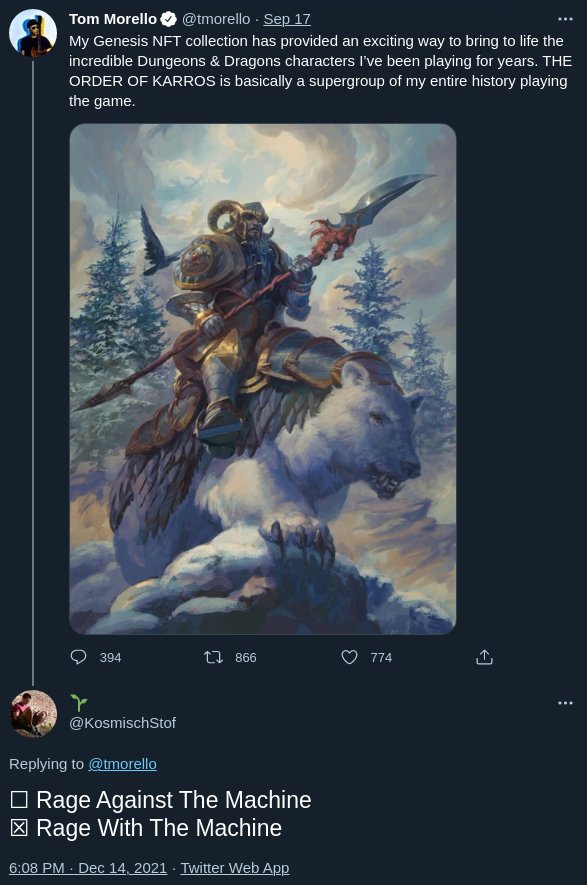 Tom Morello @tmorello · Sep 17
My Genesis NFT collection has provided an exciting way to bring to life the
incredible Dungeons & Dragons characters I’ve been playing for years. THE
ORDER OF KARROS is basically a supergroup of my entire history playing
the game.
394 866 774
@KosmischStof
Replying to @tmorello
☐ Rage Against The Machine
☒ Rage With The Machine
6:08 PM · Dec 14, 2021 · Twitter Web App